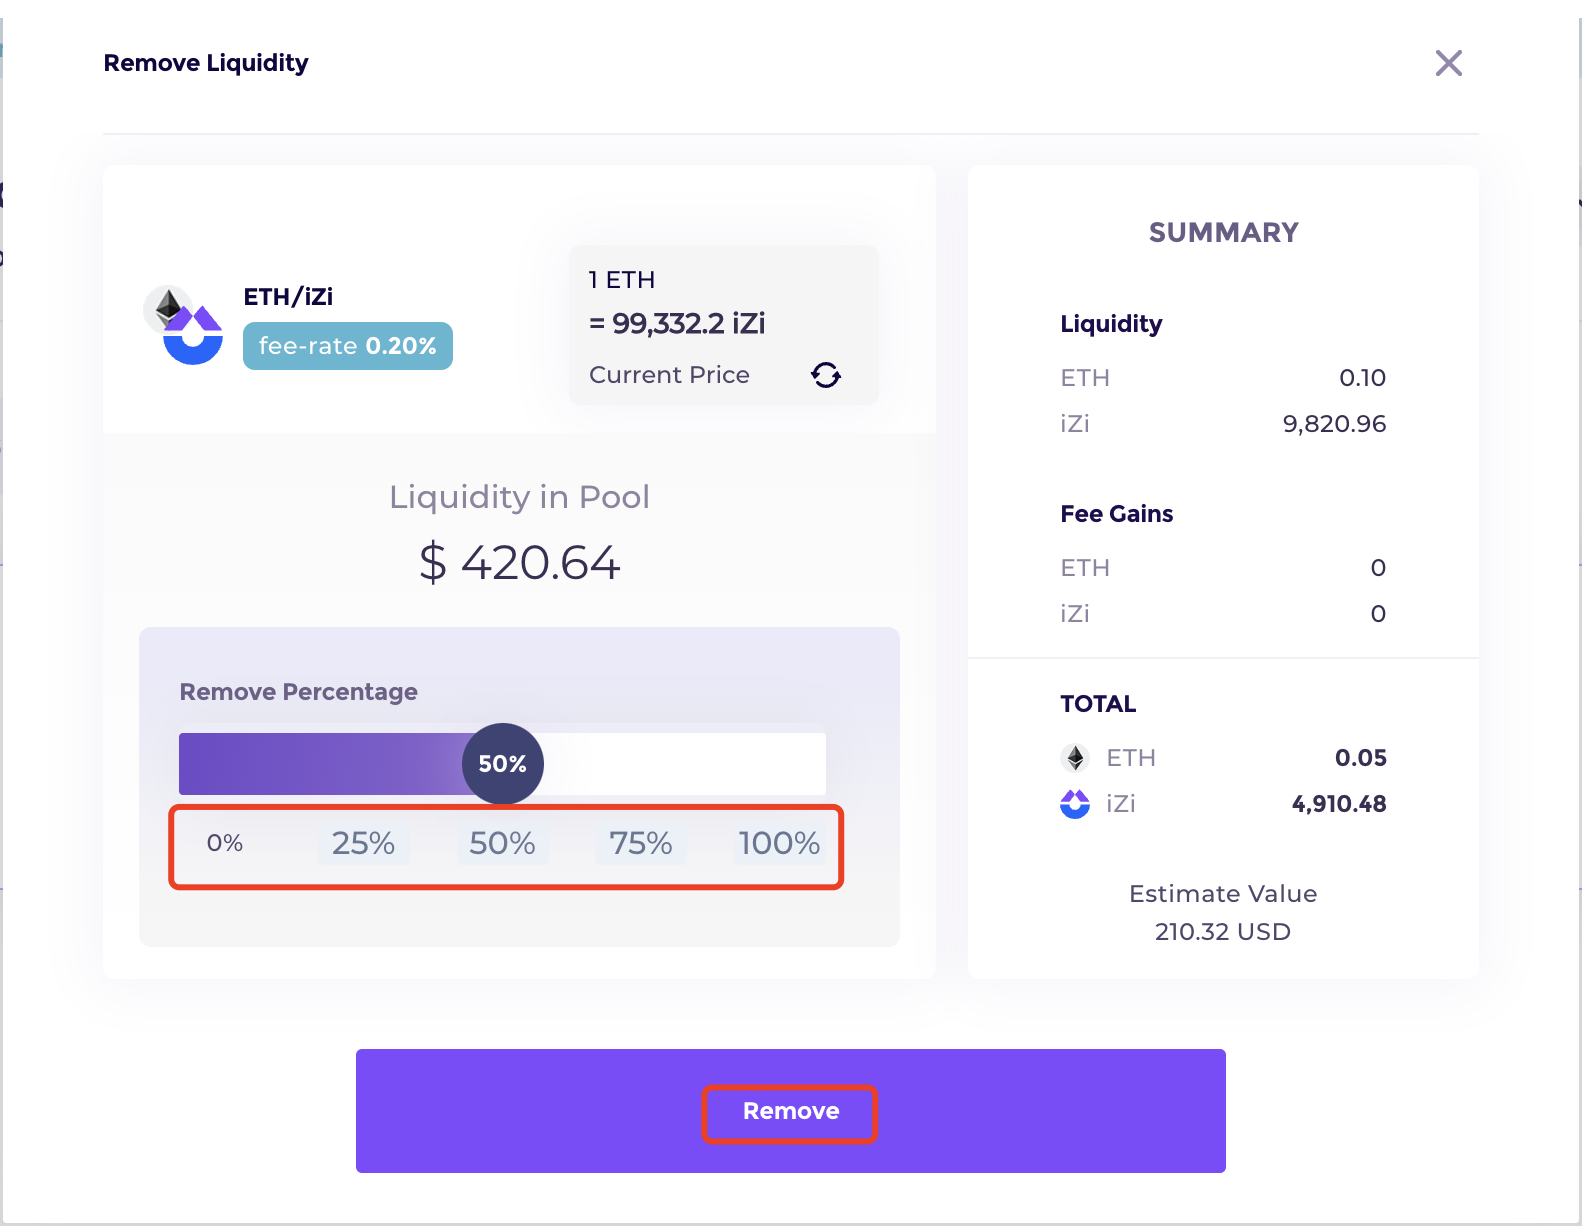 Remove Liquidity
ETH/iZi
fee-rate 0.20%
1 ETH
= 99,332.2 iZi
Current Price
Liquidity in Pool
$ 420.64
Remove Percentage
50%
0% 25% 50% 75% 100%
SUMMARY
Liquidity
ETH 0.10
iZi 9,820.96
Fee Gains
ETH 0
iZi 0
TOTAL
ETH 0.05
iZi 4,910.48
Estimate Value
210.32 USD
Remove